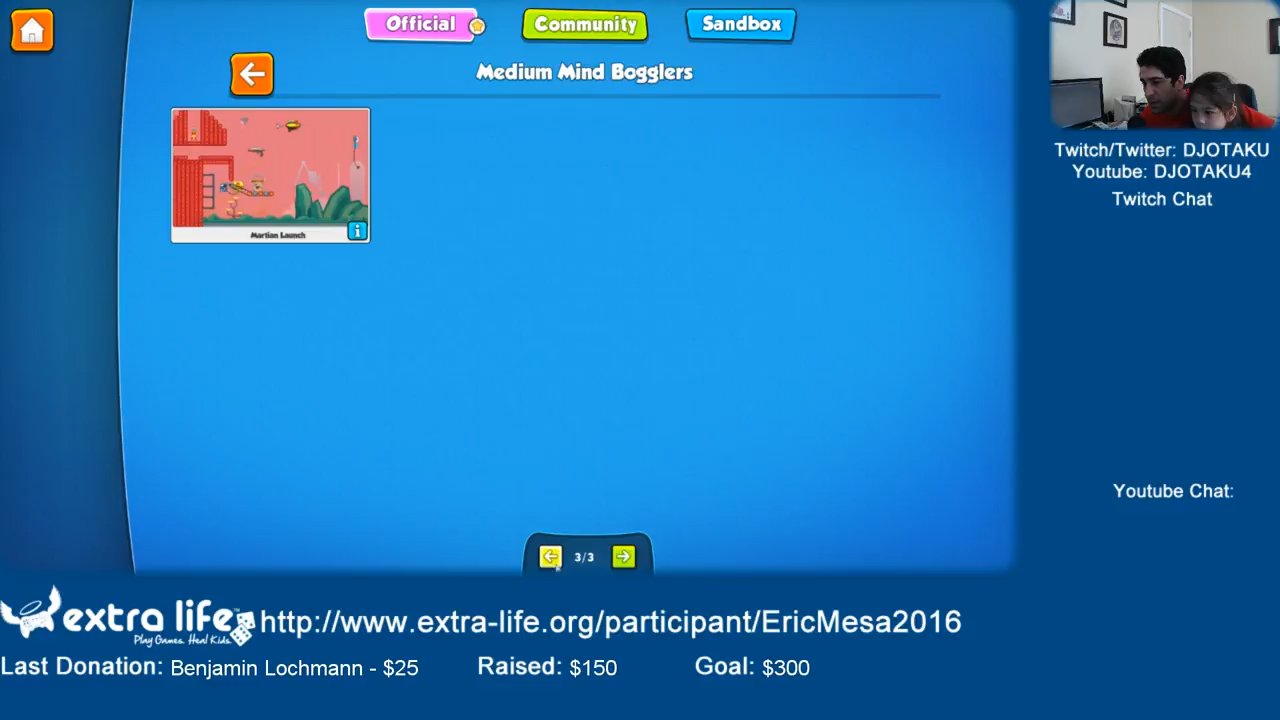 Official
Community
Sandbox
Medium Mind Bogglers
Martian Launch
i
3/3
Twitch/Twitter: DJOTAKU
Youtube: DJOTAKU4
Twitch Chat
Youtube Chat:
extra life
Play Games. Heal Kids.
http://www.extra-life.org/participant/EricMesa2016
Last Donation: Benjamin Lochmann - $25
Raised: $150
Goal: $300